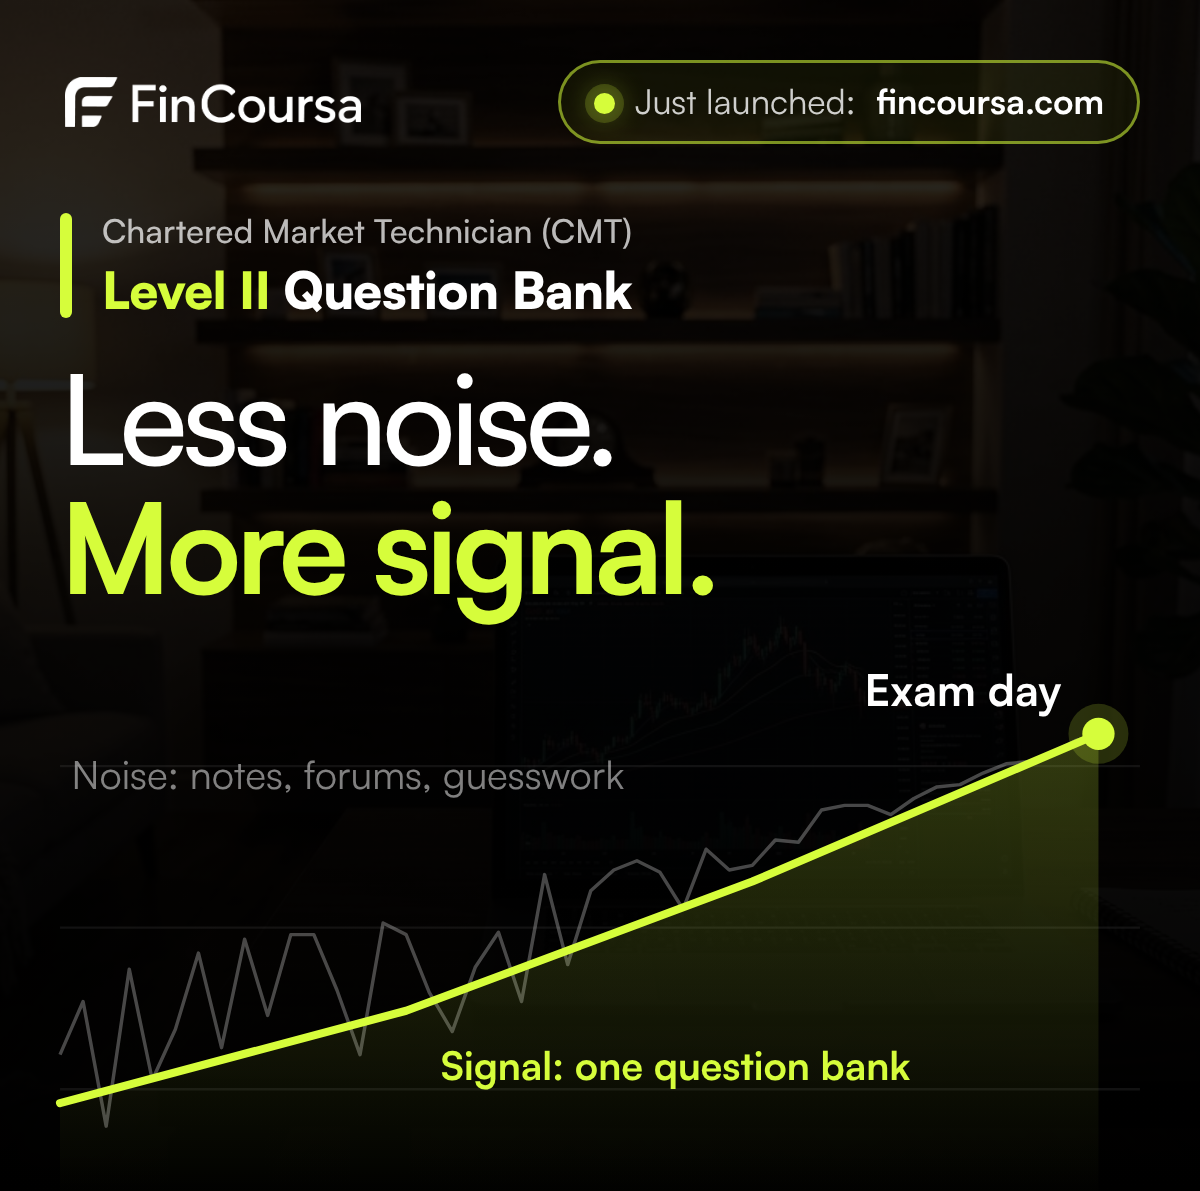 FinCoursa
Just launched: fincoursa.com
Chartered Market Technician (CMT)
Level II Question Bank
Less noise.
More signal.
Exam day
Noise: notes, forums, guesswork
Signal: one question bank